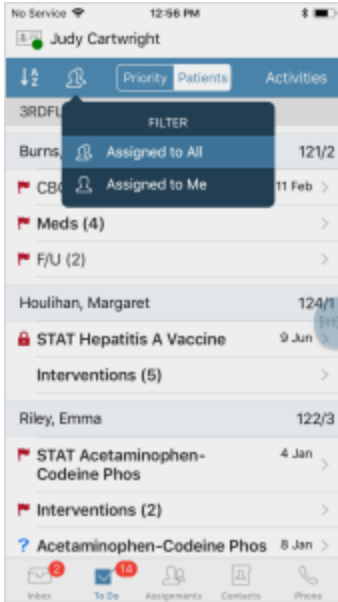 No Service 12:56 PM
Judy Cartwright
Priority Patients Activities
3RDFL
FILTER
Burns, Assigned to All 121/2
CBC Assigned to Me 11 Feb
Meds (4)
F/U (2)
Houlihan, Margaret 124/1
STAT Hepatitis A Vaccine 9 Jun
Interventions (5)
Riley, Emma 122/3
STAT Acetaminophen- 4 Jan
Codeine Phos
Interventions (2)
? Acetaminophen-Codeine Phos 8 Jan
2 14
Inbox To Do Assignments Contacts Phone